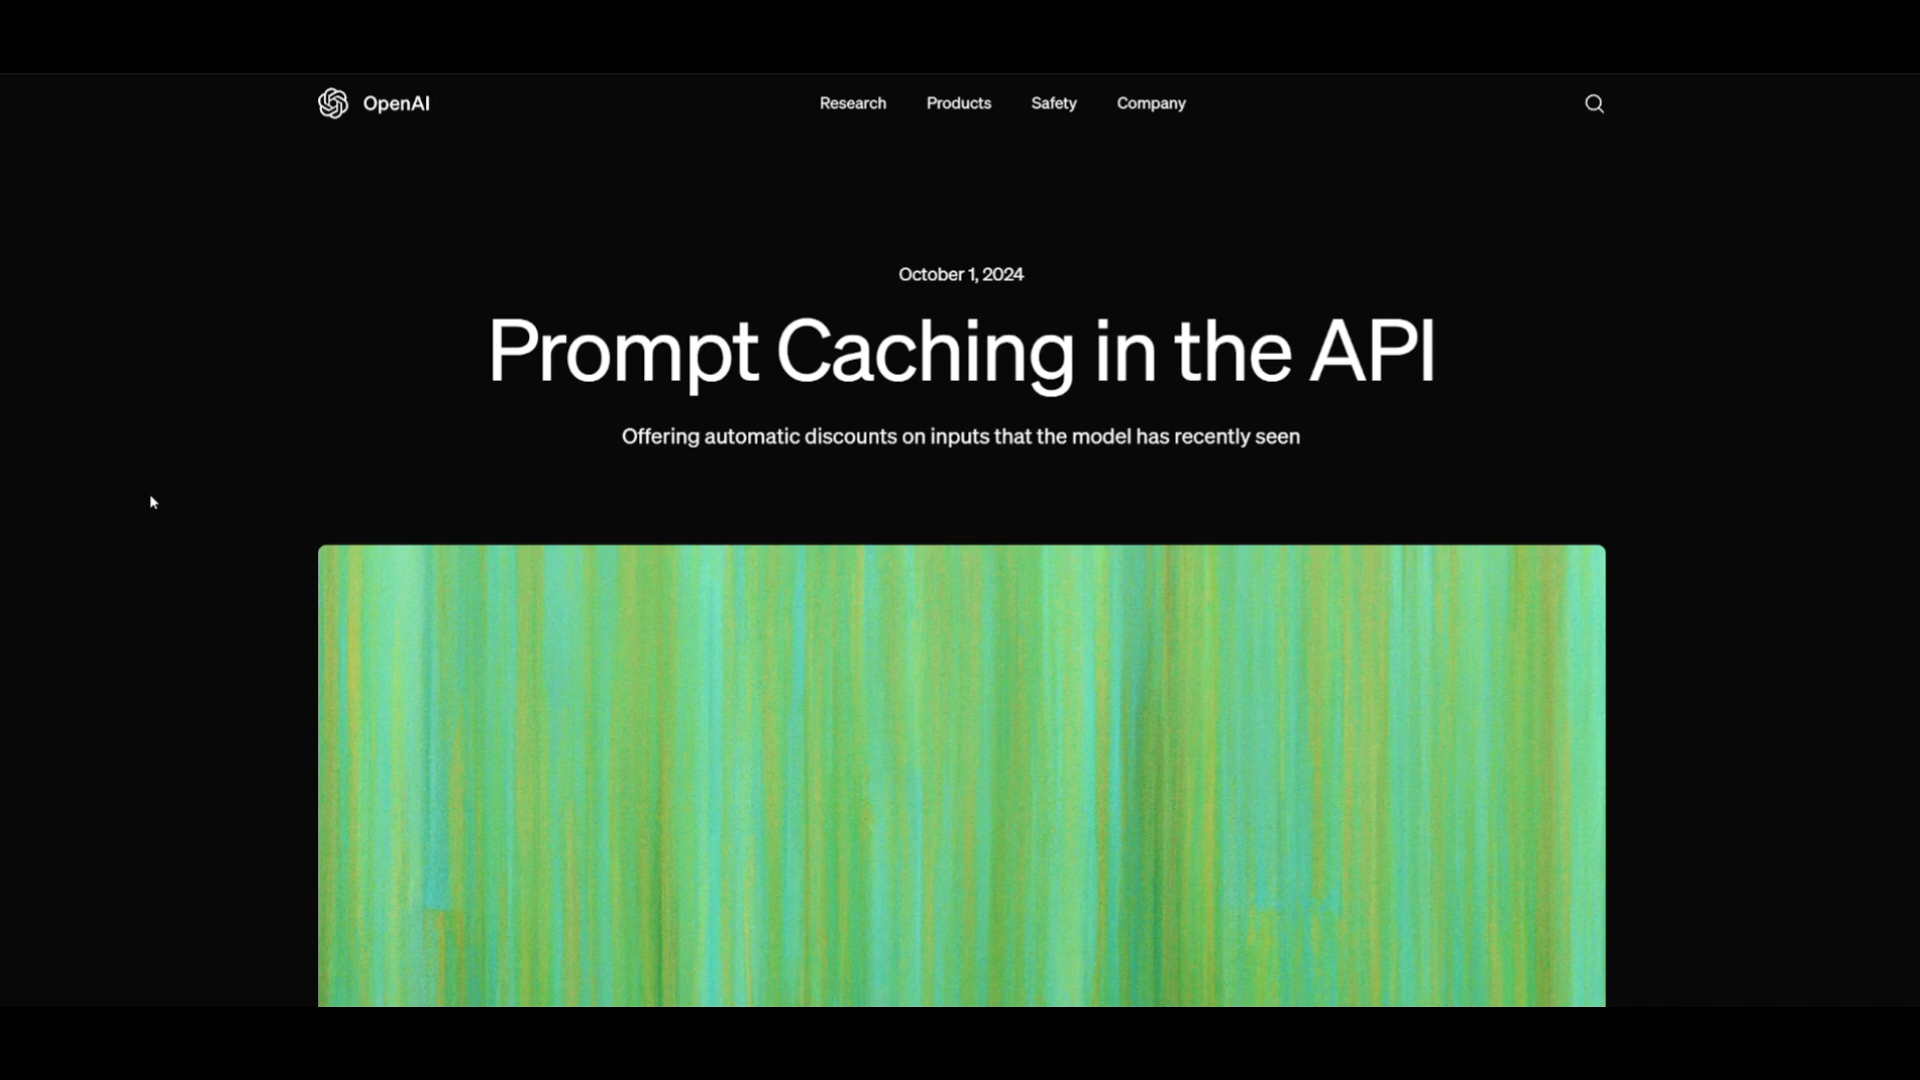 OpenAI
Research Products Safety Company
October 1, 2024
Prompt Caching in the API
Offering automatic discounts on inputs that the model has recently seen